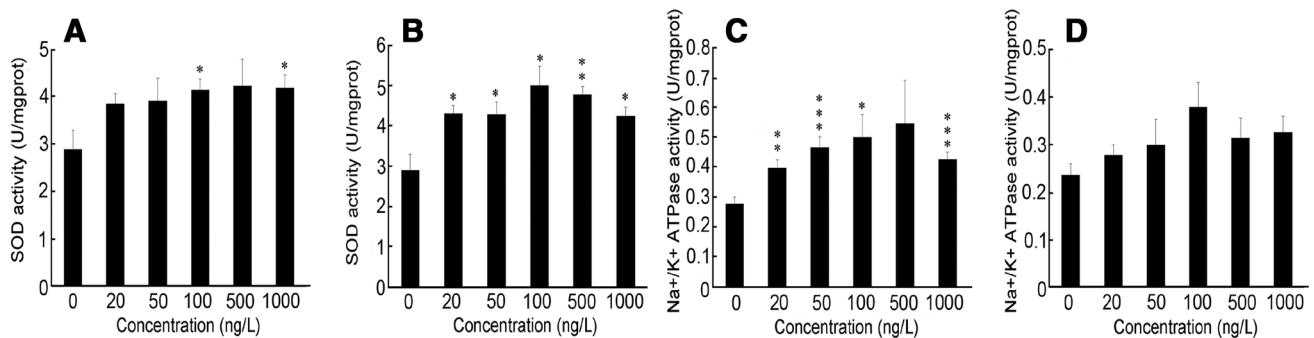 A
SOD activity (U/mgprot)
5
4
3
2
1
0
*
*
0 20 50 100 500 1000
Concentration (ng/L)
B
SOD activity (U/mgprot)
6
5
4
3
2
1
0
*
*
*
**
*
0 20 50 100 500 1000
Concentration (ng/L)
C
Na+/K+ ATPase activity (U/mgprot)
0.8
0.7
0.6
0.5
0.4
0.3
0.2
0.1
0
**
***
*
***
0 20 50 100 500 1000
Concentration (ng/L)
D
Na+/K+ ATPase activity (U/mgprot)
0.5
0.4
0.3
0.2
0.1
0
0 20 50 100 500 1000
Concentration (ng/L)